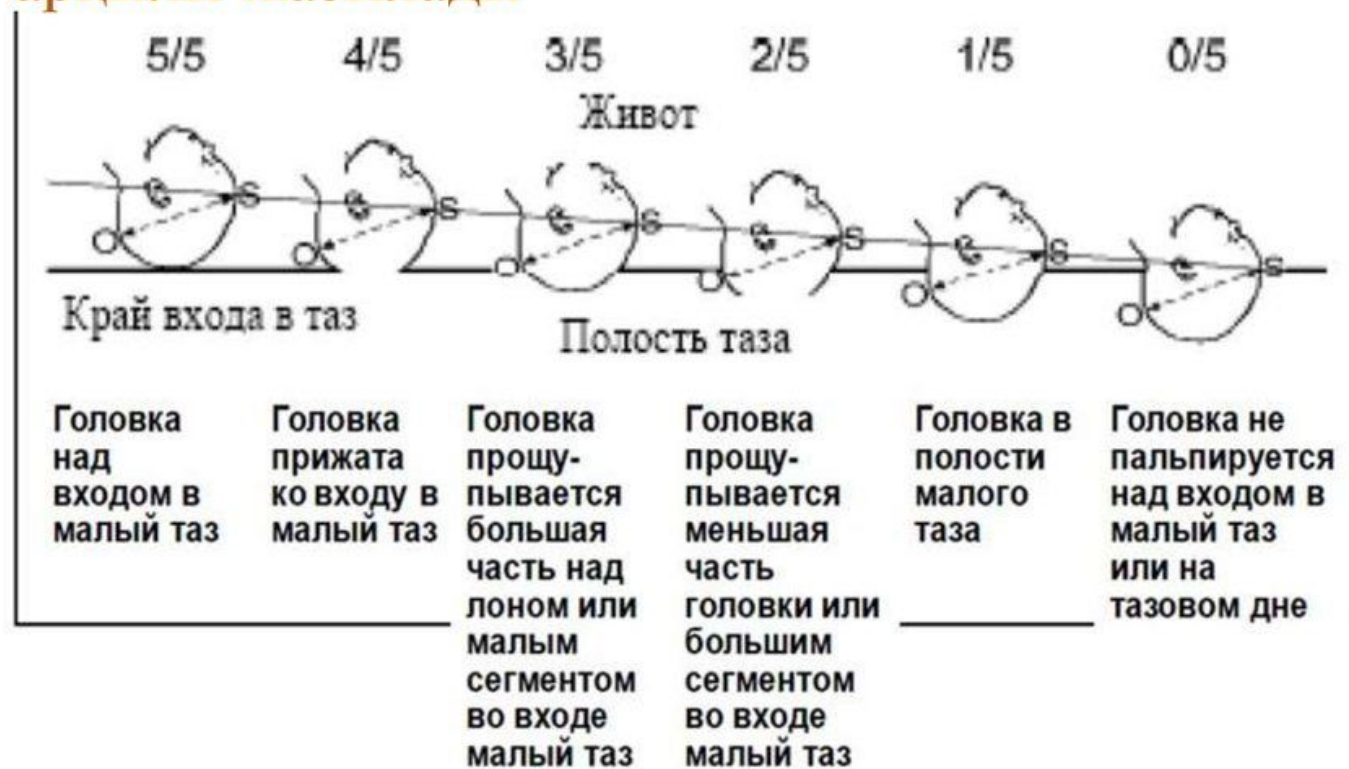 5/5 4/5 3/5 2/5 1/5 0/5
Живот
S S S S S S
O O O O O O
Край входа в таз
Полость таза
Головка
над
входом в
малый таз
Головка
прижата
ко входу в
малый таз
Головка
прощу-
пывается
большая
часть над
лоном или
малым
сегментом
во входе
малый таз
Головка
прощу-
пывается
меньшая
часть
головки или
большим
сегментом
во входе
малый таз
Головка в
полости
малого
таза
Головка не
пальпируется
над входом в
малый таз
или на
тазовом дне